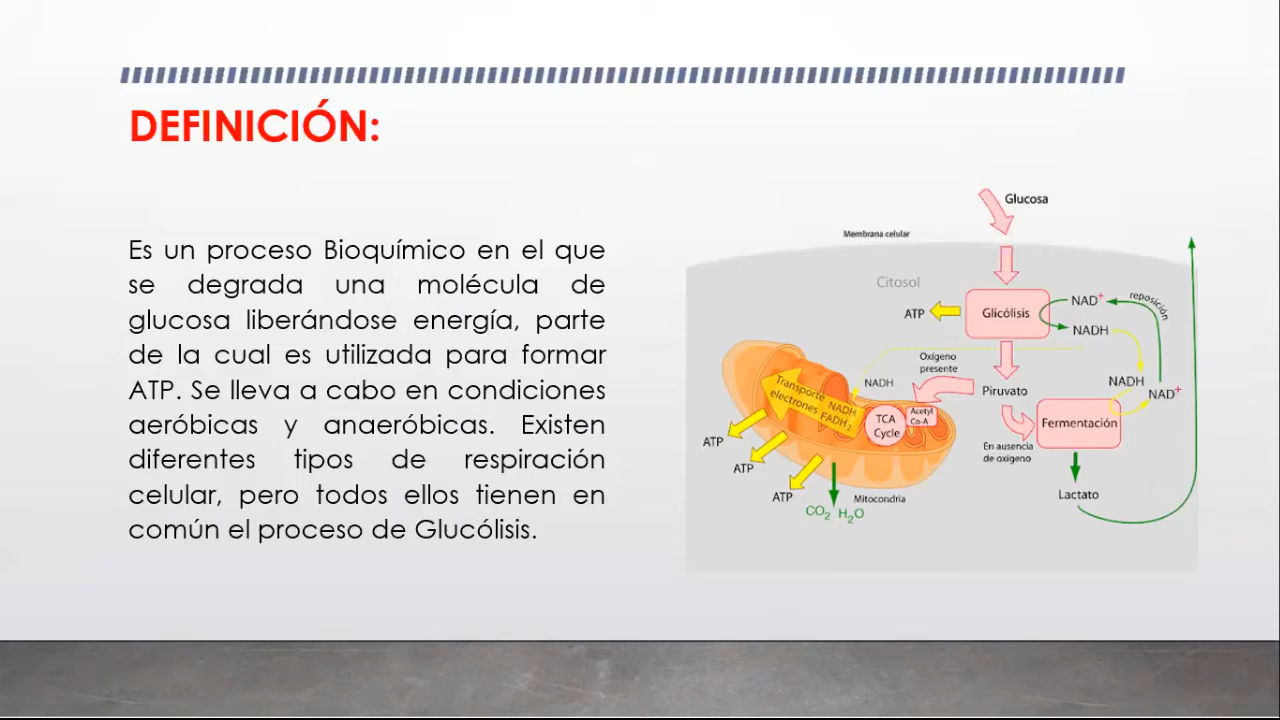 DEFINICIÓN:
Es un proceso Bioquímico en el que
se degrada una molécula de
glucosa liberándose energía, parte
de la cual es utilizada para formar
ATP. Se lleva a cabo en condiciones
aeróbicas y anaeróbicas. Existen
diferentes tipos de respiración
celular, pero todos ellos tienen en
común el proceso de Glucólisis.
Glucosa
Membrana celular
Citosol
ATP
Glicólisis
NAD+
reposición
NADH
Oxígeno
presente
NADH
Piruvato
NADH
NAD+
Transporte
electrones
NADH
FADH2
TCA
Cycle
Acetyl
Co-A
Fermentación
En ausencia
de oxígeno
ATP
ATP
ATP
Mitocondria
CO2 H2O
Lactato